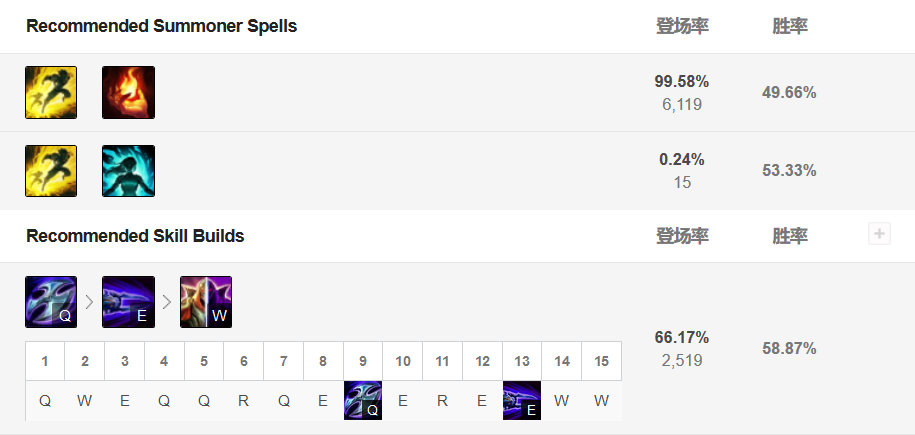 Recommended Summoner Spells 登场率 胜率
99.58%
6,119
49.66%
0.24%
15
53.33%
Recommended Skill Builds 登场率 胜率 +
Q > E > W
66.17%
2,519
58.87%
1 2 3 4 5 6 7 8 9 10 11 12 13 14 15
Q W E Q Q R Q E Q E R E E W W